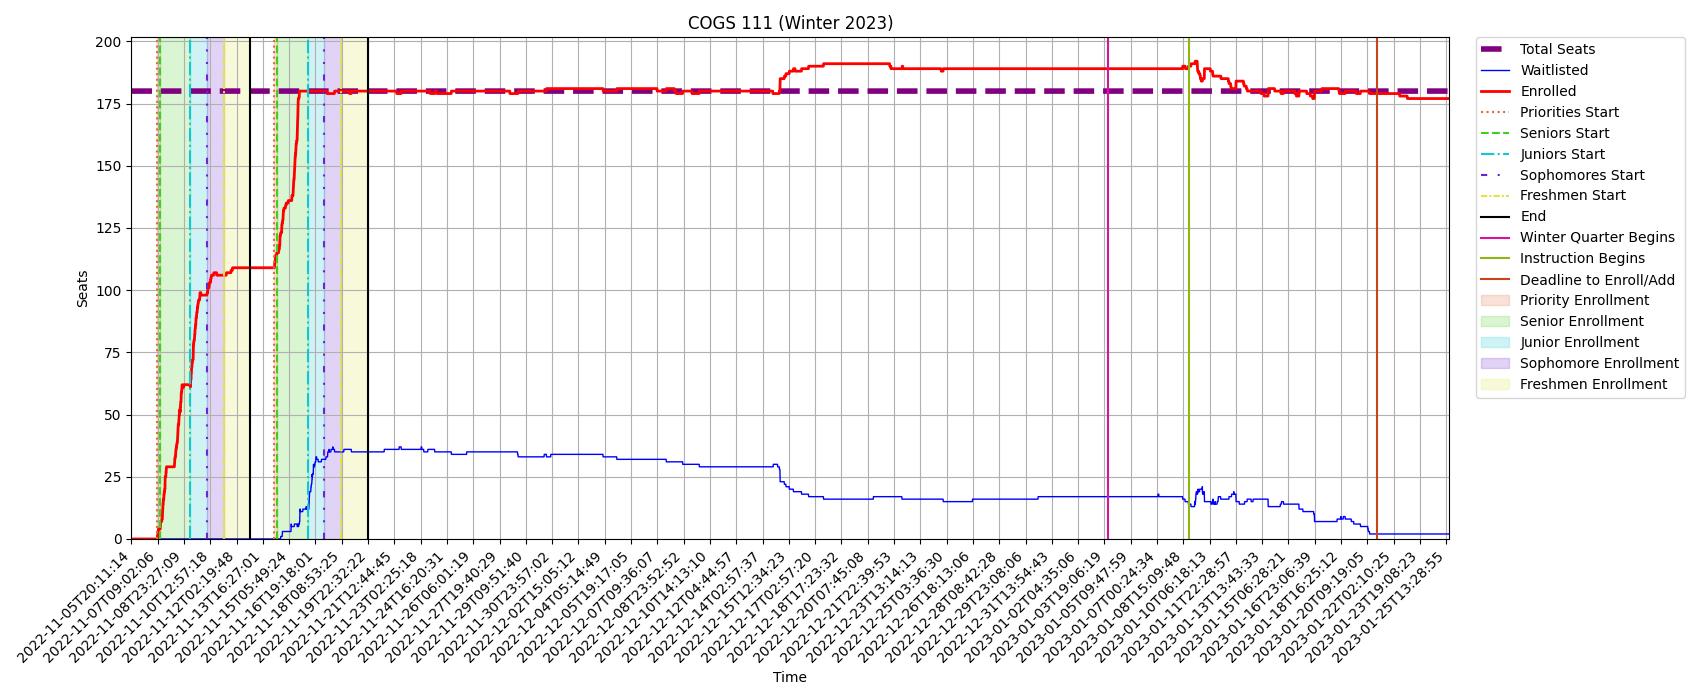 COGS 111 (Winter 2023)
200
175
150
125
100
75
50
25
0
Seats
2022-11-05T20:11:14
2022-11-07T09:02:06
2022-11-08T23:27:09
2022-11-10T12:57:18
2022-11-12T02:19:48
2022-11-13T16:27:01
2022-11-15T05:49:24
2022-11-16T19:18:01
2022-11-18T08:53:25
2022-11-19T22:32:22
2022-11-21T12:44:45
2022-11-23T02:25:18
2022-11-24T16:20:31
2022-11-26T06:01:19
2022-11-27T19:40:29
2022-11-29T09:51:40
2022-11-30T23:57:02
2022-12-02T15:05:12
2022-12-04T05:14:49
2022-12-05T19:17:05
2022-12-07T09:36:07
2022-12-08T23:52:52
2022-12-10T14:13:10
2022-12-12T04:44:57
2022-12-14T02:57:37
2022-12-15T12:34:23
2022-12-17T02:57:20
2022-12-18T17:23:32
2022-12-20T07:45:08
2022-12-21T22:39:53
2022-12-23T13:14:13
2022-12-25T03:36:30
2022-12-26T18:13:06
2022-12-28T08:42:28
2022-12-29T23:08:06
2022-12-31T13:54:43
2023-01-02T04:35:06
2023-01-03T19:06:19
2023-01-05T09:47:59
2023-01-07T00:24:34
2023-01-08T15:09:48
2023-01-10T06:18:13
2023-01-11T22:28:57
2023-01-13T13:43:33
2023-01-15T06:28:21
2023-01-16T23:06:39
2023-01-18T16:25:12
2023-01-20T09:19:05
2023-01-22T02:10:25
2023-01-23T19:08:23
2023-01-25T13:28:55
Time
Total Seats
Waitlisted
Enrolled
Priorities Start
Seniors Start
Juniors Start
Sophomores Start
Freshmen Start
End
Winter Quarter Begins
Instruction Begins
Deadline to Enroll/Add
Priority Enrollment
Senior Enrollment
Junior Enrollment
Sophomore Enrollment
Freshmen Enrollment